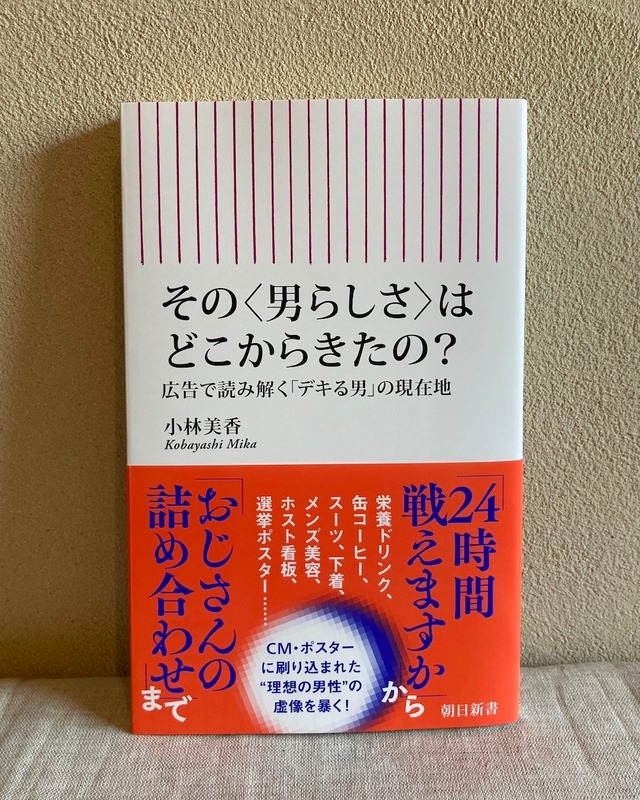 その〈男らしさ〉は
どこからきたの？
広告で読み解く「デキる男」の現在地
小林美香
Kobayashi Mika
「24時間
戦えますか」
から
栄養ドリンク、
缶コーヒー、
スーツ、下着、
メンズ美容、
ホスト看板、
選挙ポスター……
「おじさんの
詰め合わせ」
まで
CM・ポスター
に刷り込まれた
“理想の男性”の
虚像を暴く！
朝日新書